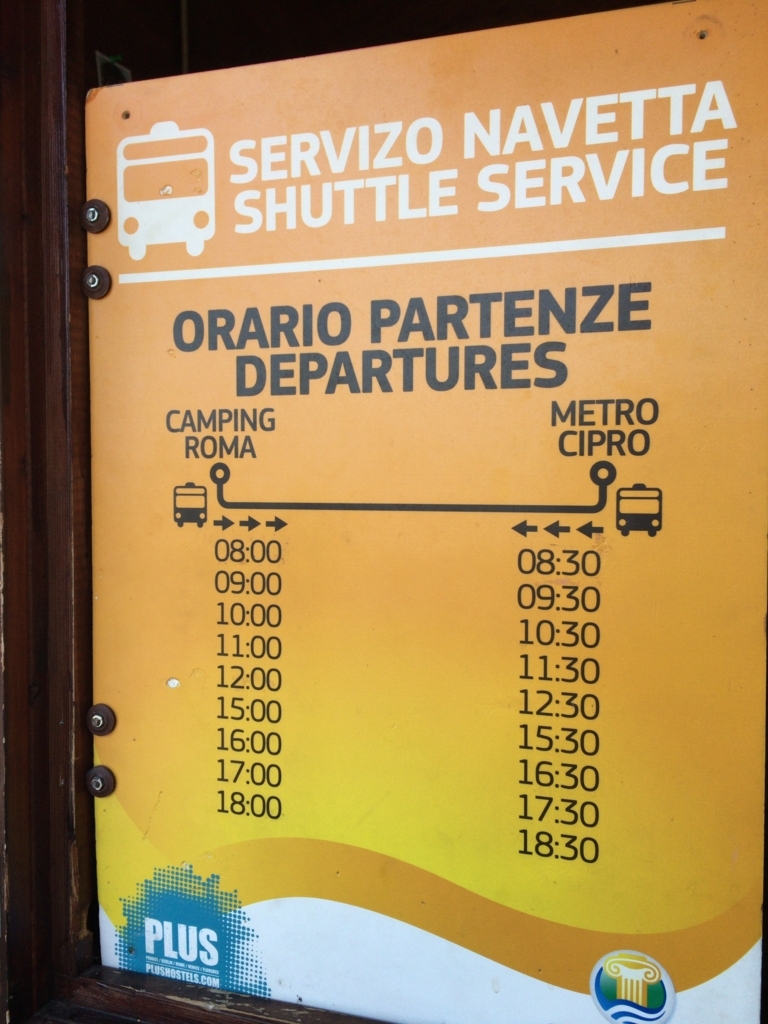 SERVIZO NAVETTA
SHUTTLE SERVICE
ORARIO PARTENZE
DEPARTURES
CAMPING
ROMA
METRO
CIPRO
08:00
09:00
10:00
11:00
12:00
15:00
16:00
17:00
18:00
08:30
09:30
10:30
11:30
12:30
15:30
16:30
17:30
18:30
PLUS
PLUSHOSTELS.COM